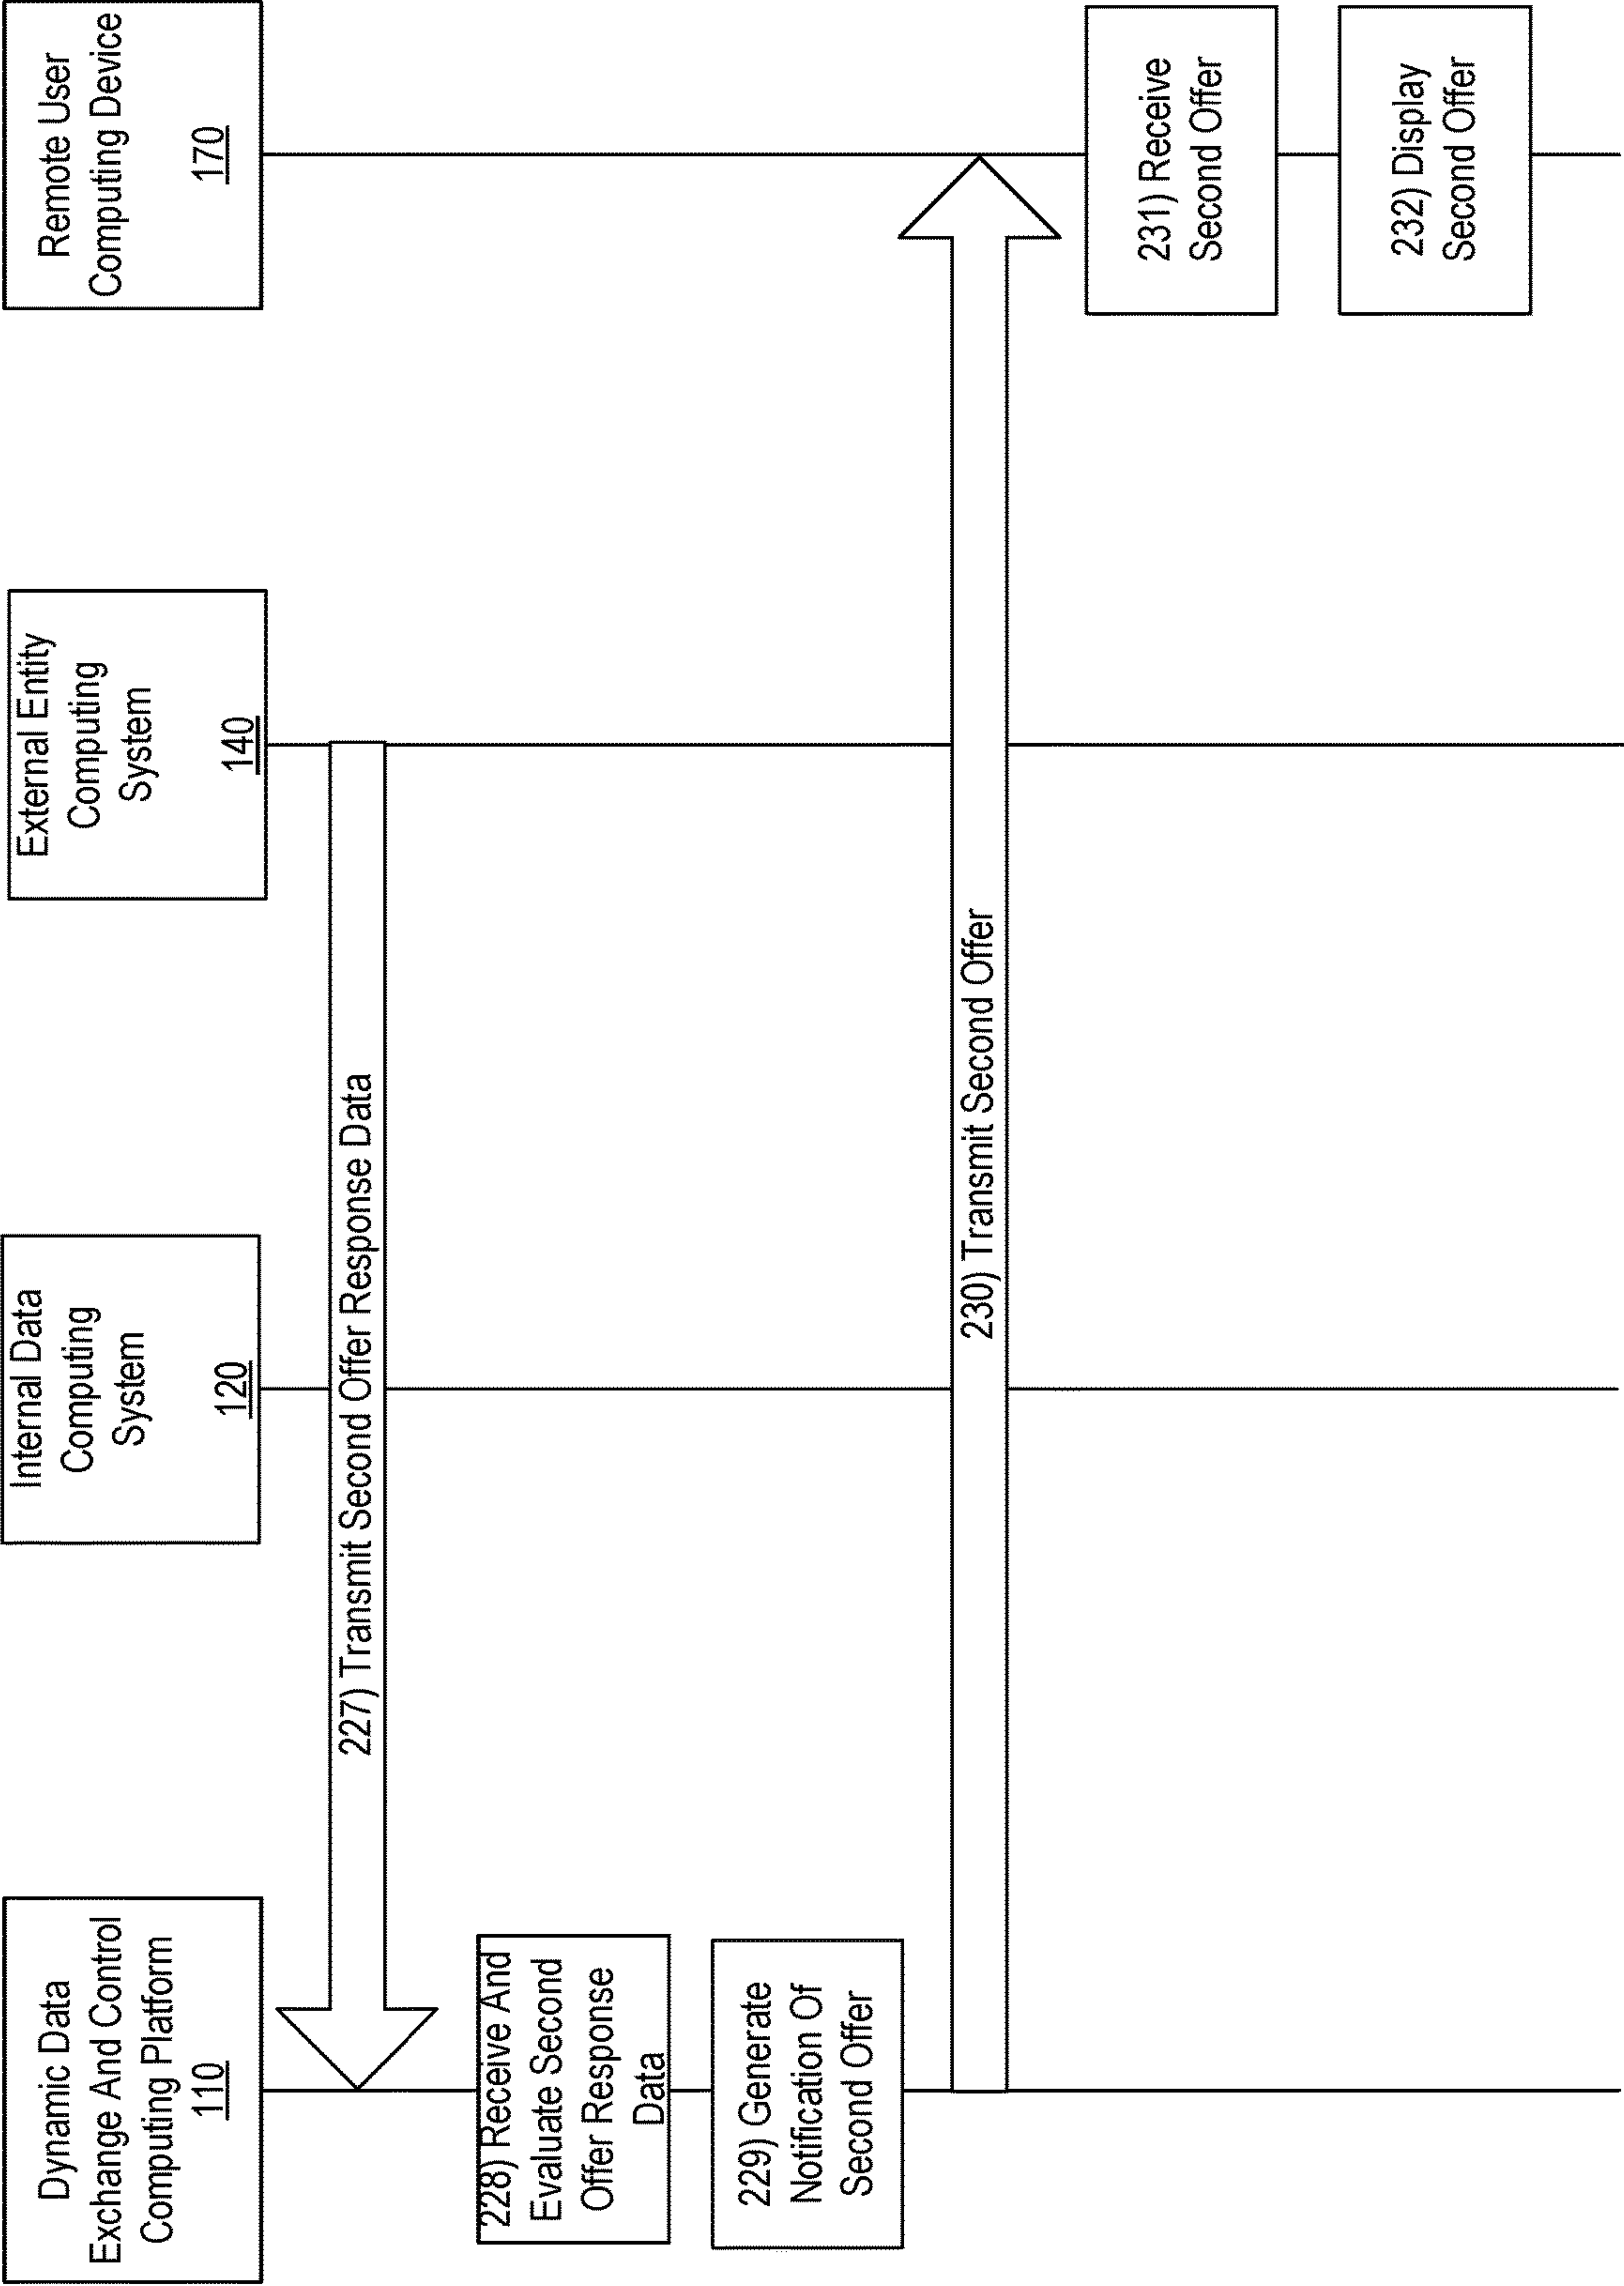 Dynamic Data
Exchange And Control
Computing Platform
110
Internal Data
Computing
System
120
External Entity
Computing
System
140
Remote User
Computing Device
170
227) Transmit Second Offer Response Data
228) Receive And
Evaluate Second
Offer Response
Data
229) Generate
Notification Of
Second Offer
230) Transmit Second Offer
231) Receive
Second Offer
232) Display
Second Offer